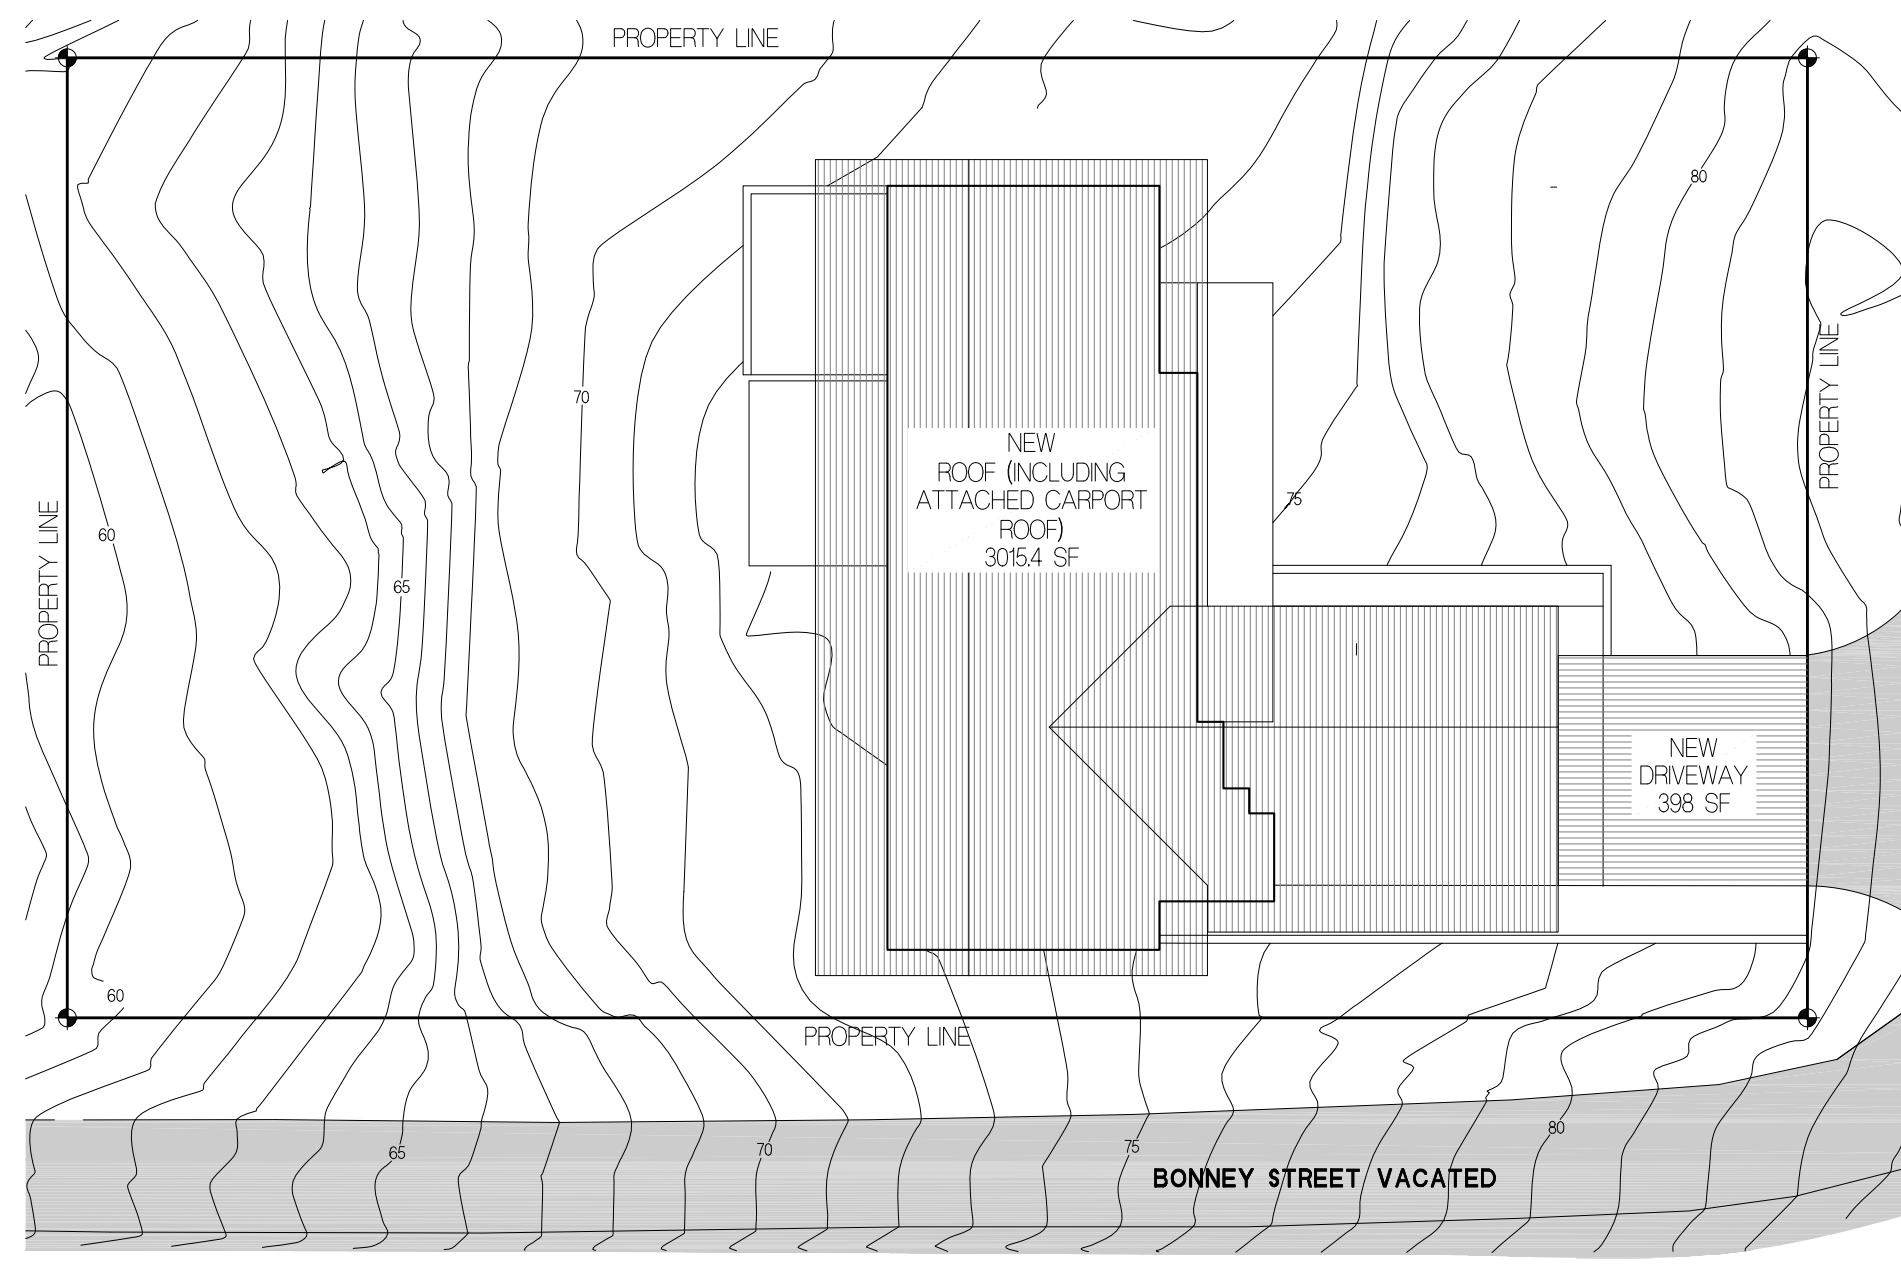 PROPERTY LINE
80
PROPERTY LINE
70
NEW
ROOF (INCLUDING
ATTACHED CARPORT
ROOF)
3015.4 SF
75
60
PROPERTY LINE
65
NEW
DRIVEWAY
398 SF
60
PROPERTY LINE
80
75
70
65
BONNEY STREET VACATED